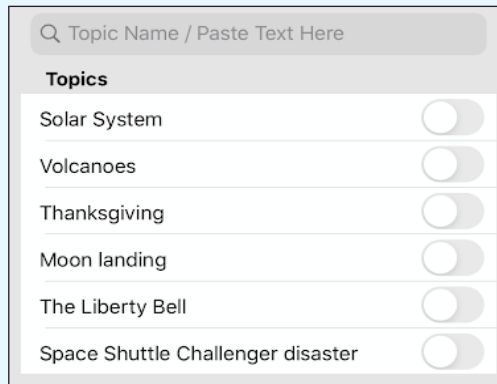 Topic Name / Paste Text Here
Topics
Solar System
Volcanoes
Thanksgiving
Moon landing
The Liberty Bell
Space Shuttle Challenger disaster